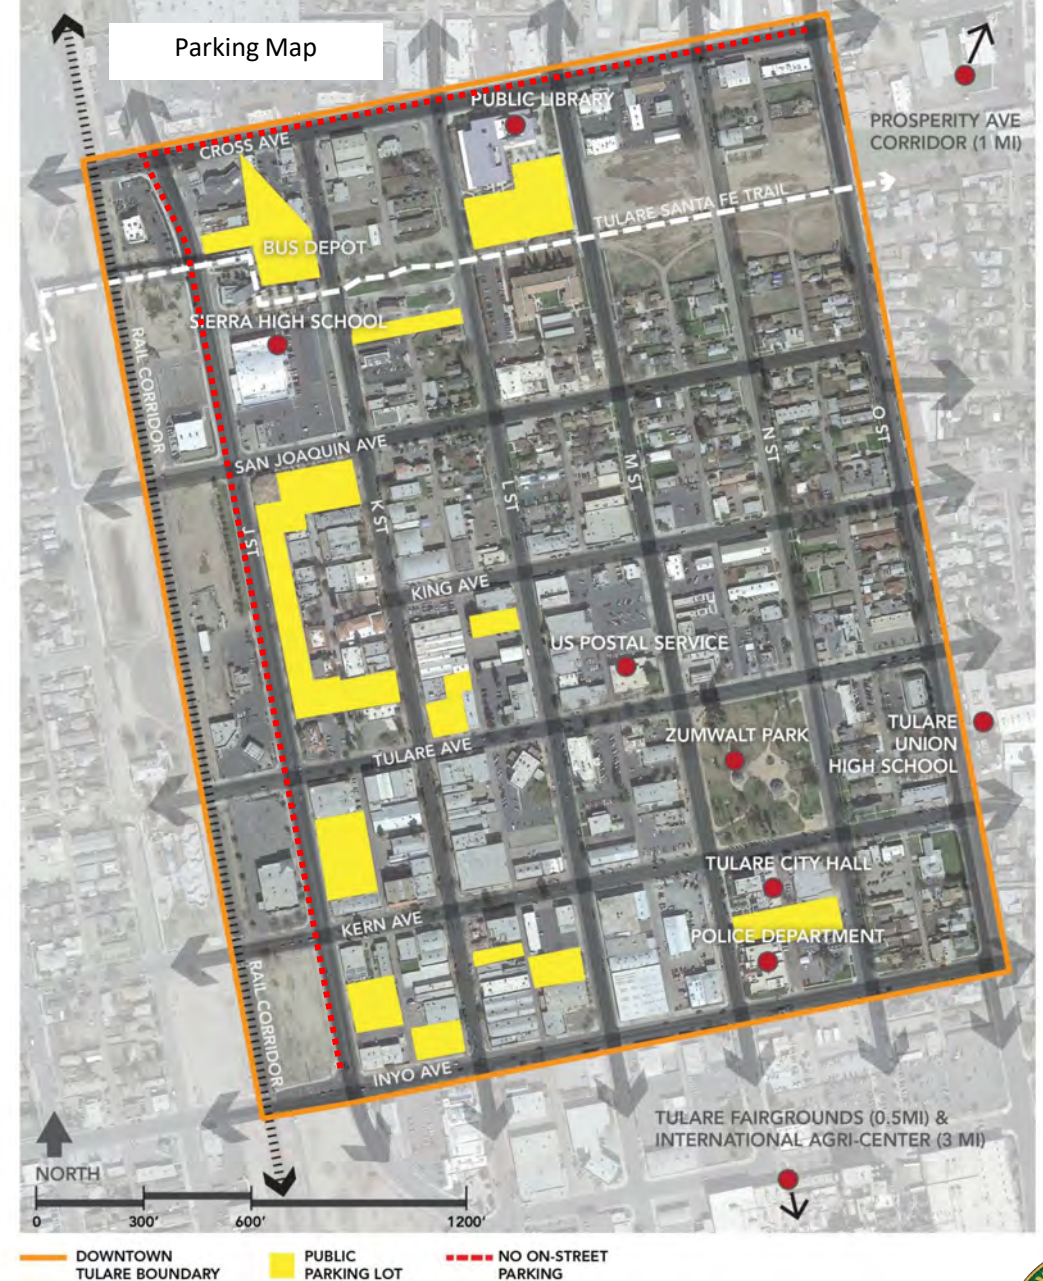 Parking Map
PUBLIC LIBRARY
PROSPERITY AVE
CORRIDOR (1 MI)
CROSS AVE
TULARE SANTA FE TRAIL
BUS DEPOT
SIERRA HIGH SCHOOL
RAIL CORRIDOR
O ST
SAN JOAQUIN AVE
N ST
M ST
L ST
K ST
J ST
KING AVE
US POSTAL SERVICE
TULARE
UNION
HIGH SCHOOL
ZUMWALT PARK
TULARE AVE
TULARE CITY HALL
KERN AVE
POLICE DEPARTMENT
RAIL CORRIDOR
INYO AVE
TULARE FAIRGROUNDS (0.5MI) &
INTERNATIONAL AGRI-CENTER (3 MI)
NORTH
0 300' 600' 1200'
DOWNTOWN
TULARE BOUNDARY
PUBLIC
PARKING LOT
NO ON-STREET
PARKING